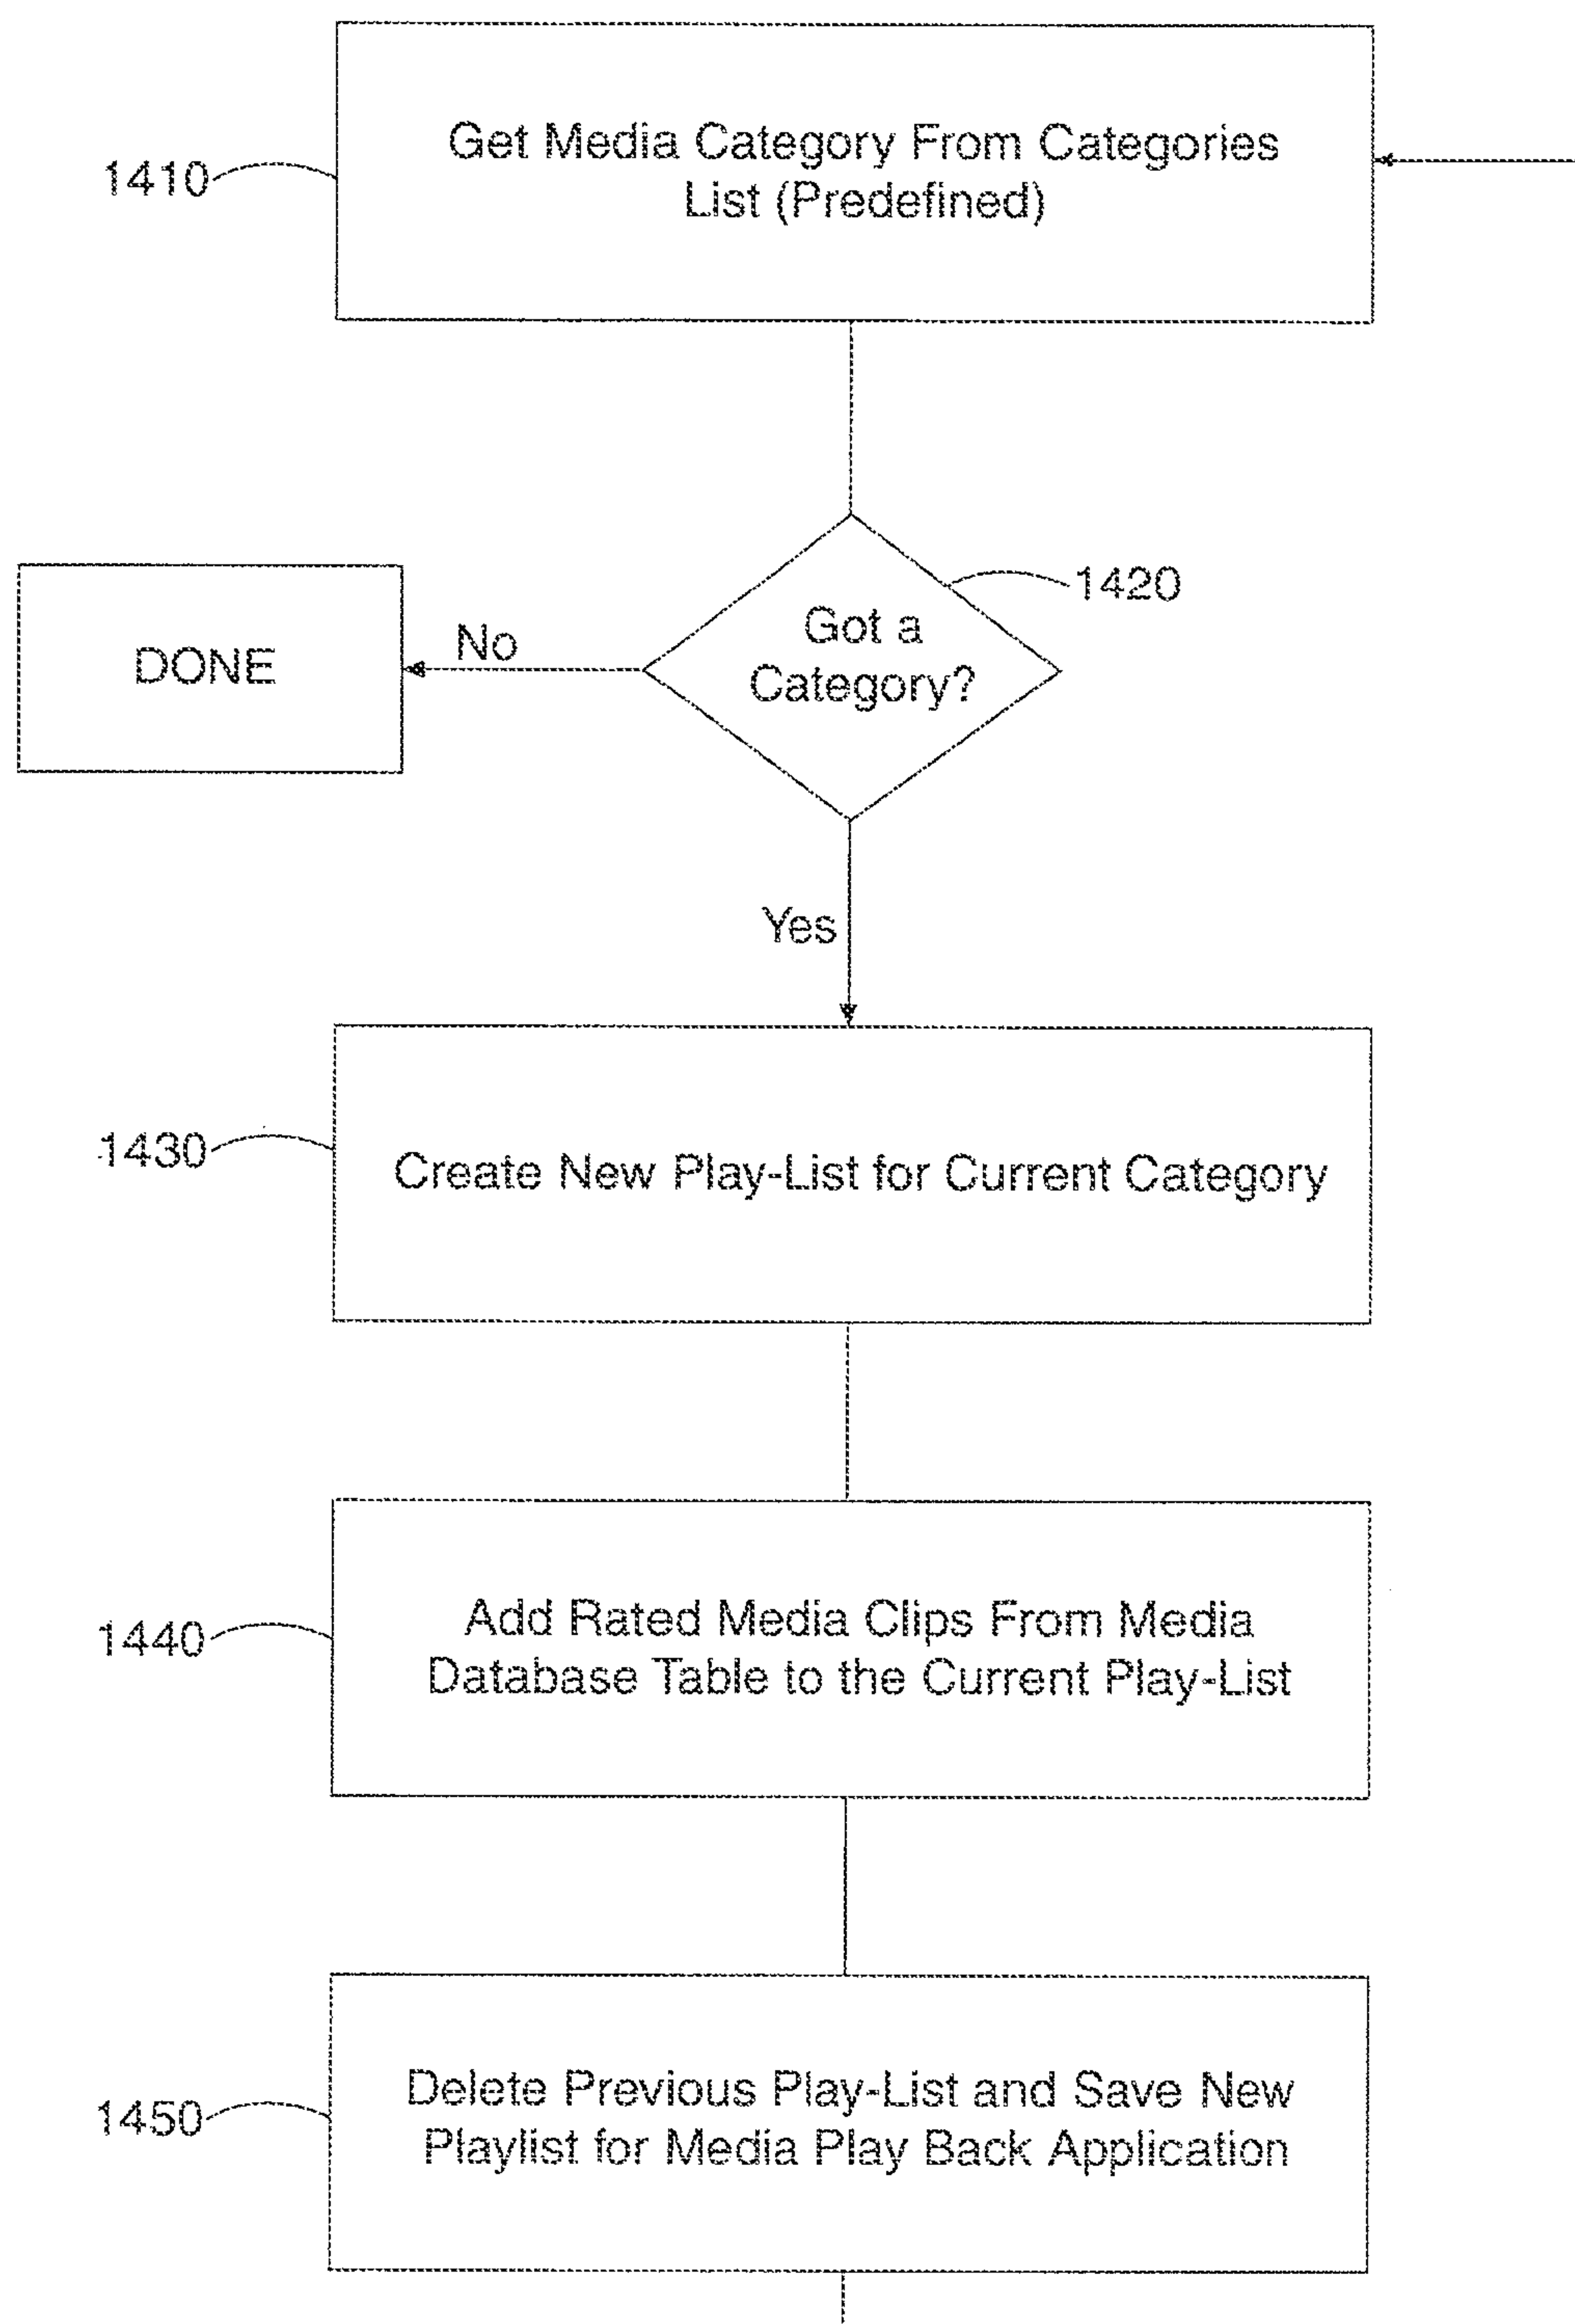 1410
Get Media Category From Categories
List (Predefined)
1420
Got a
Category?
No
DONE
Yes
1430
Create New Play-List for Current Category
1440
Add Rated Media Clips From Media
Database Table to the Current Play-List
1450
Delete Previous Play-List and Save New
Playlist for Media Play Back Application